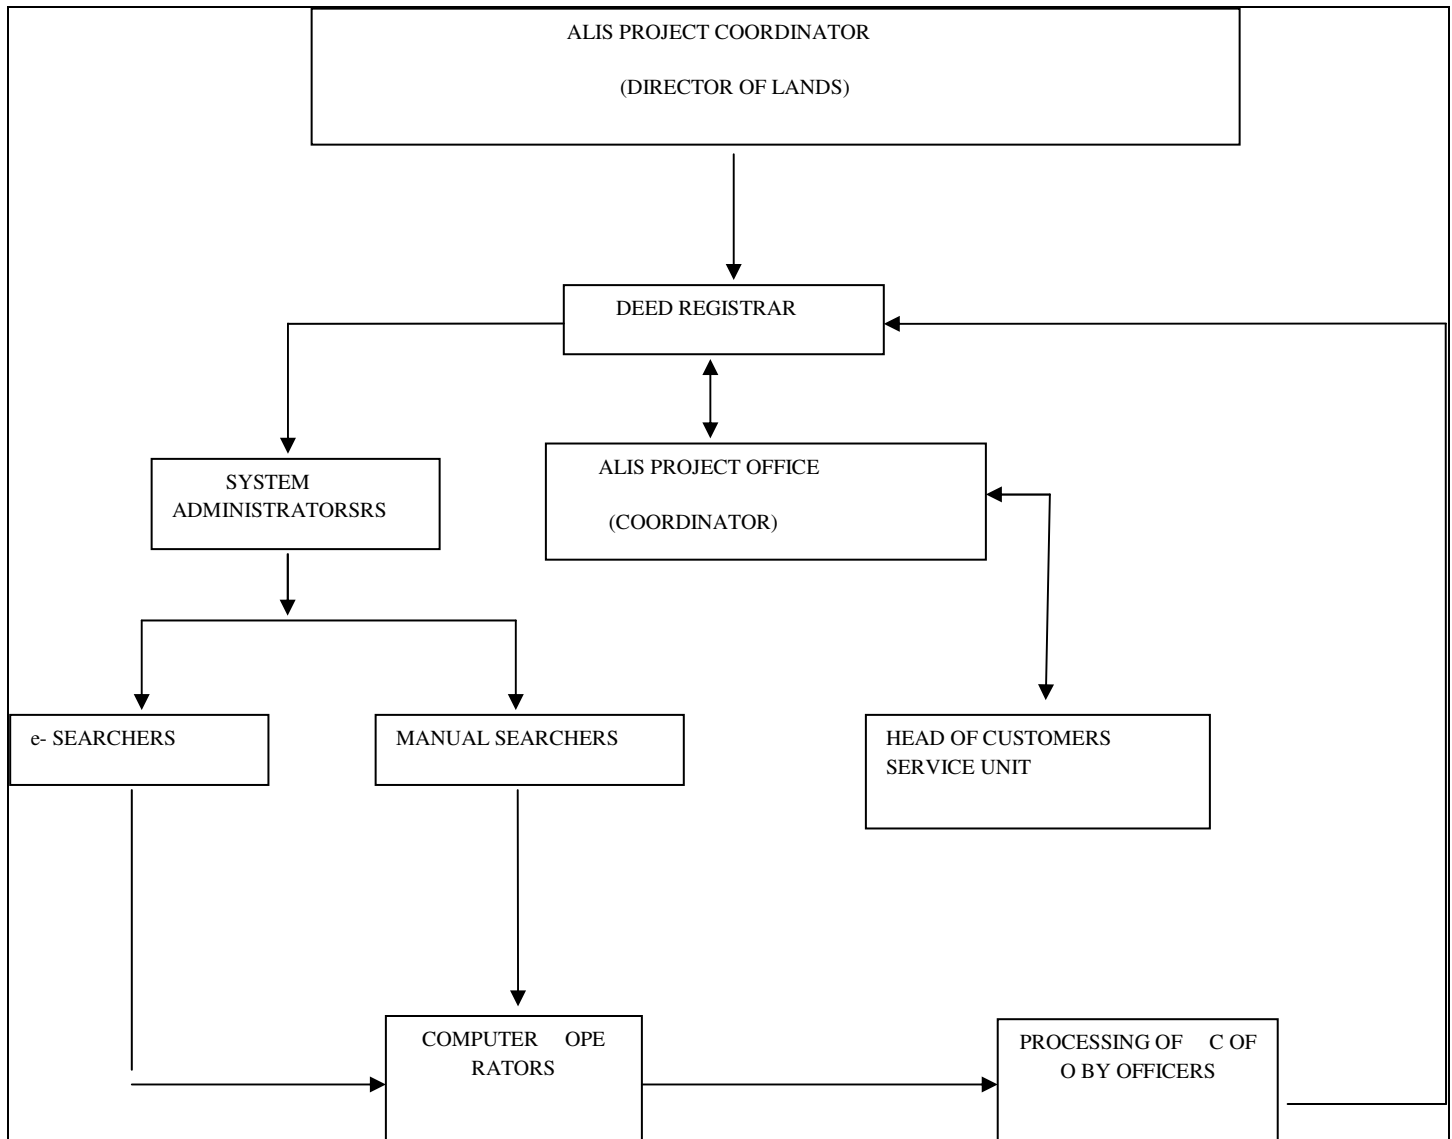 ALIS PROJECT COORDINATOR
(DIRECTOR OF LANDS)
DEED REGISTRAR
SYSTEM
ADMINISTRATORSRS
ALIS PROJECT OFFICE
(COORDINATOR)
e- SEARCHERS
MANUAL SEARCHERS
HEAD OF CUSTOMERS
SERVICE UNIT
COMPUTER OPE
RATORS
PROCESSING OF C OF
O BY OFFICERS